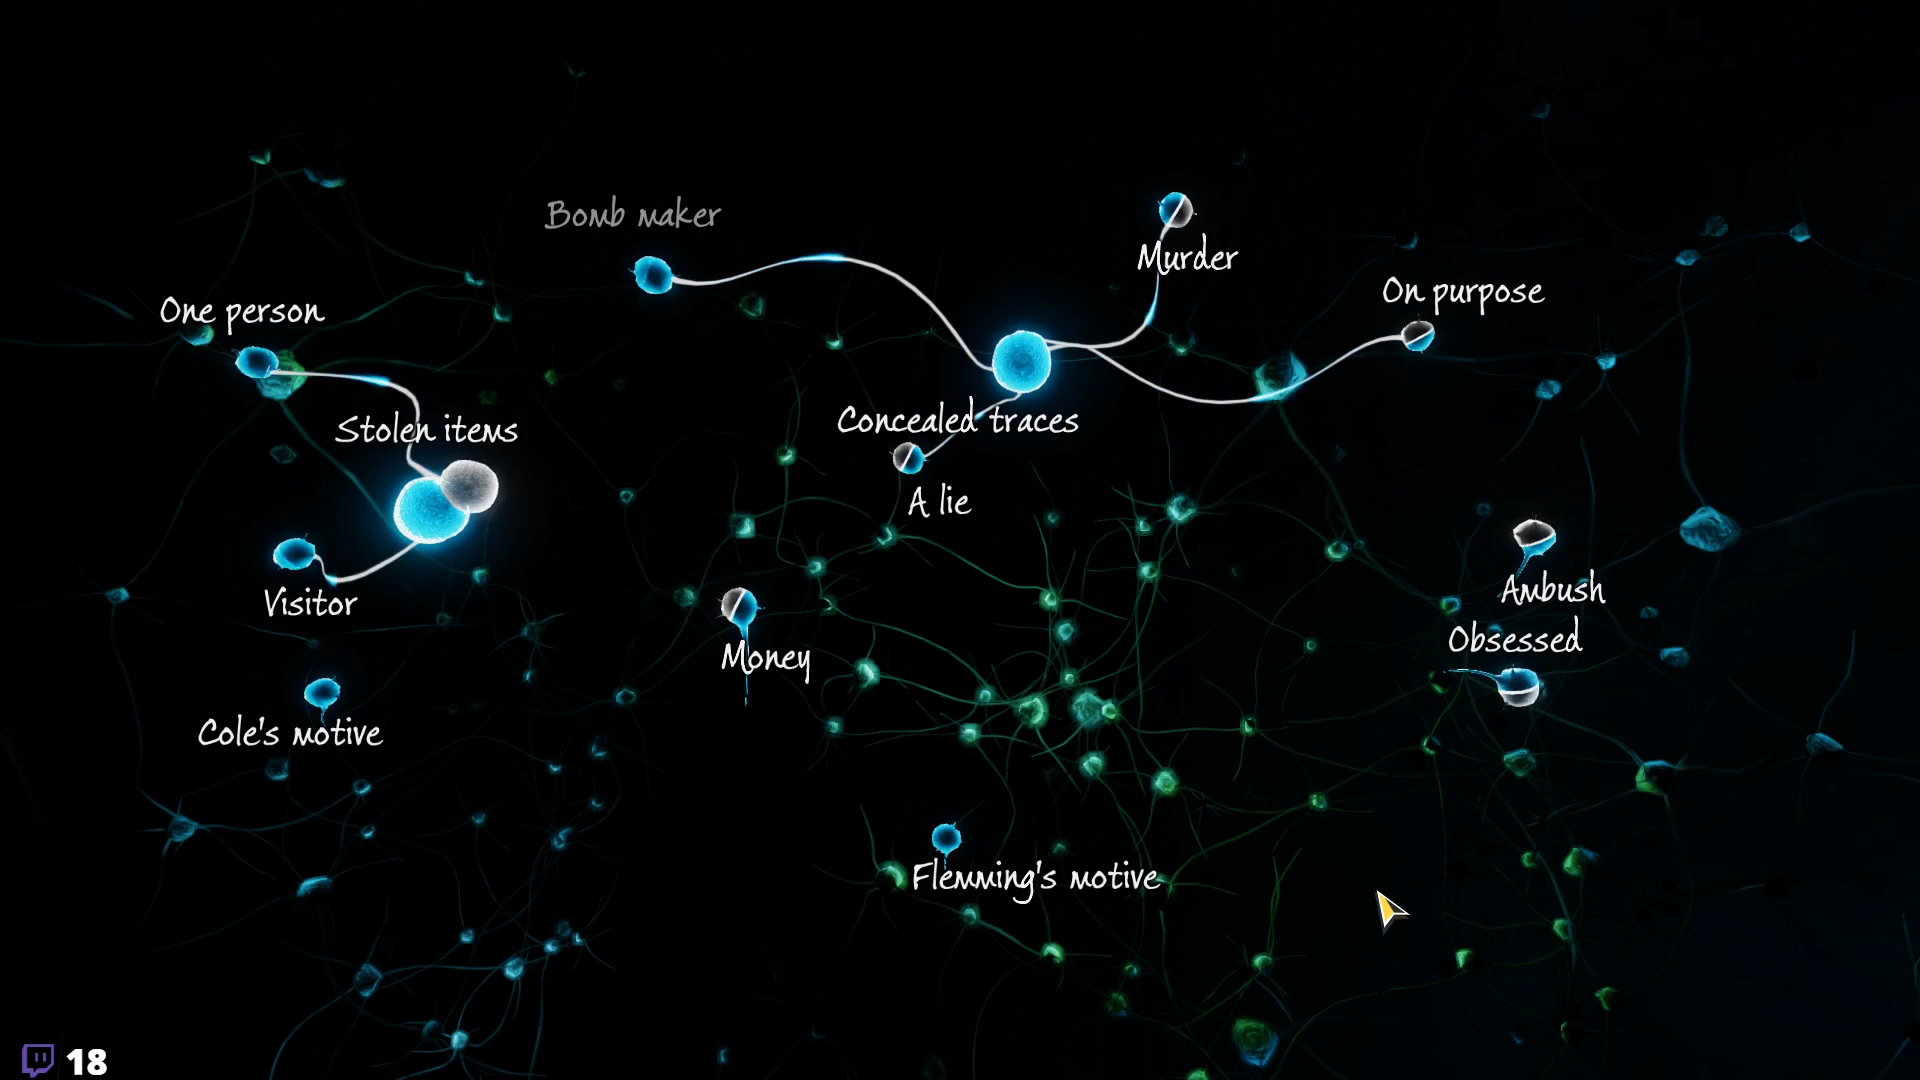 Bomb maker
Murder
On purpose
One person
Stolen items
Concealed traces
A lie
Ambush
Visitor
Obsessed
Money
Cole's motive
Flemming's motive
18